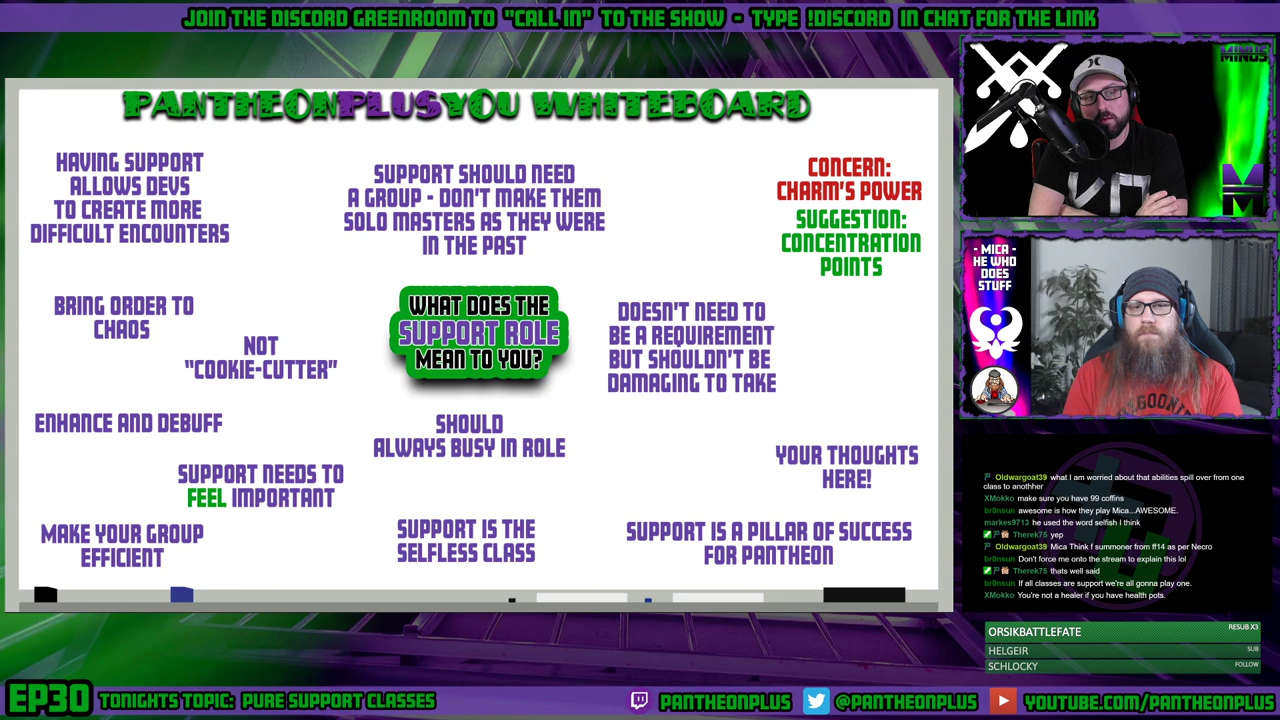 JOIN THE DISCORD GREENROOM TO "CALL IN" TO THE SHOW - TYPE !DISCORD IN CHAT FOR THE LINK
PANTHEONPLUSYOU WHITEBOARD
HAVING SUPPORT
ALLOWS DEVS
TO CREATE MORE
DIFFICULT ENCOUNTERS
SUPPORT SHOULD NEED
A GROUP - DON'T MAKE THEM
SOLO MASTERS AS THEY WERE
IN THE PAST
CONCERN:
CHARM'S POWER
SUGGESTION:
CONCENTRATION
POINTS
BRING ORDER TO
CHAOS
NOT
"COOKIE-CUTTER"
WHAT DOES THE
SUPPORT ROLE
MEAN TO YOU?
DOESN'T NEED TO
BE A REQUIREMENT
BUT SHOULDN'T BE
DAMAGING TO TAKE
ENHANCE AND DEBUFF
SHOULD
ALWAYS BUSY IN ROLE
YOUR THOUGHTS
HERE!
SUPPORT NEEDS TO
FEEL IMPORTANT
MAKE YOUR GROUP
EFFICIENT
SUPPORT IS THE
SELFLESS CLASS
SUPPORT IS A PILLAR OF SUCCESS
FOR PANTHEON
MINUS
- MICA -
HE WHO
DOES
STUFF
Oldwargoat39 what I am worried about that abilities spill over from one
class to anothher
XMokko make sure you have 99 coffins
br0nsun awesome is how they play Mica...AWESOME.
markes9713 he used the word selfish I think
Therek75 yep
Oldwargoat39 Mica Think f summoner from ff14 as per Necro
br0nsun Don't force me onto the stream to explain this lol
Therek75 thats well said
br0nsun If all classes are support we're all gonna play one.
XMokko You're not a healer if you have health pots.
ORSIKBATTLEFATE RESUB X3
HELGEIR SUB
SCHLOCKY FOLLOW
EP30 TONIGHTS TOPIC: PURE SUPPORT CLASSES
PANTHEONPLUS @PANTHEONPLUS YOUTUBE.COM/PANTHEONPLUS